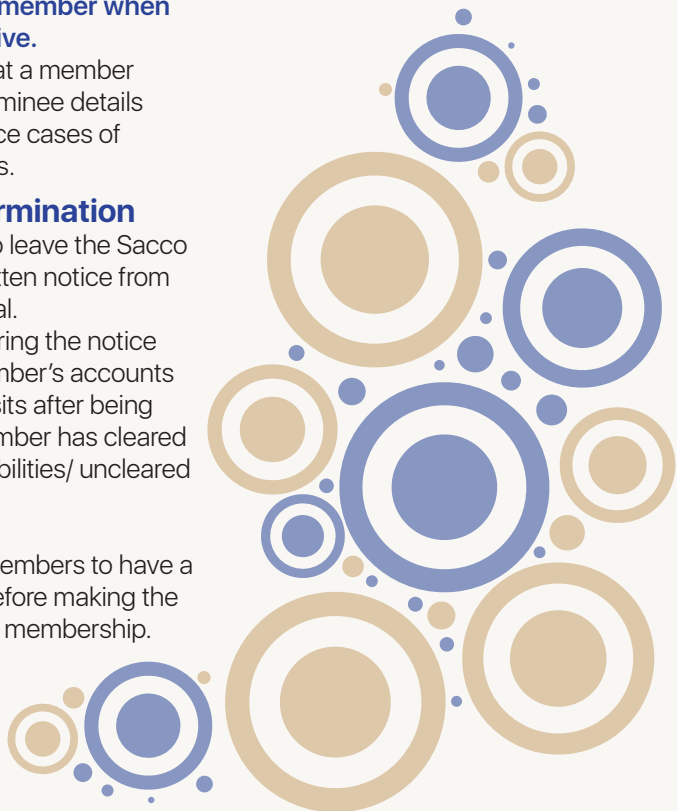 member when
ive.
at a member
minee details
ce cases of
s.
rmination
o leave the Sacco
tten notice from
al.
ring the notice
mber's accounts
sits after being
mber has cleared
bilities/ uncleared
embers to have a
efore making the
membership.